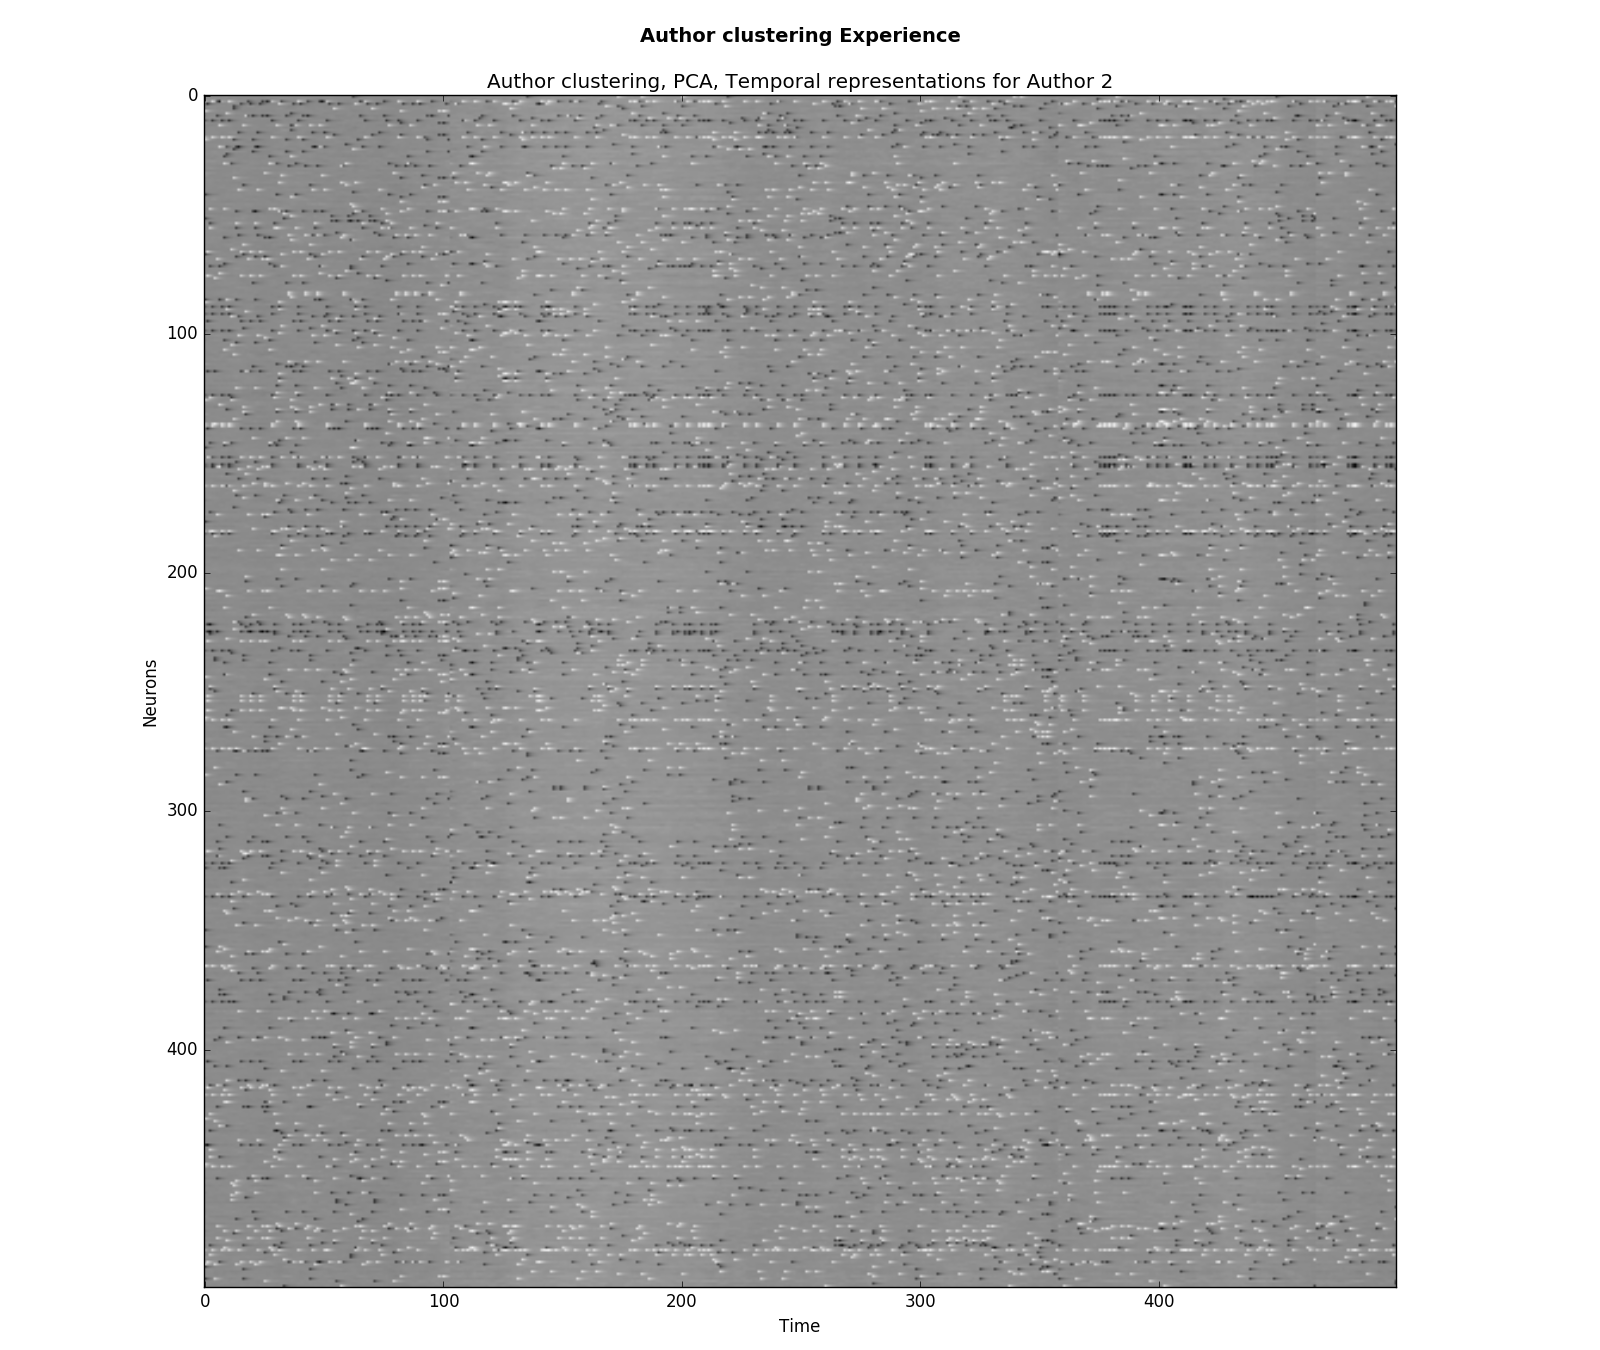 Author clustering Experience
Author clustering, PCA, Temporal representations for Author 2
0
100
200
300
400
Neurons
0 100 200 300 400
Time